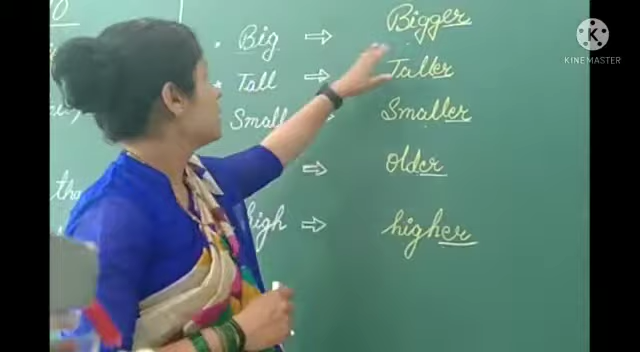 Big ⇨ Bigger
Tall ⇨ Taller
Small Smaller
⇨ older
high ⇨ higher
KINEMASTER